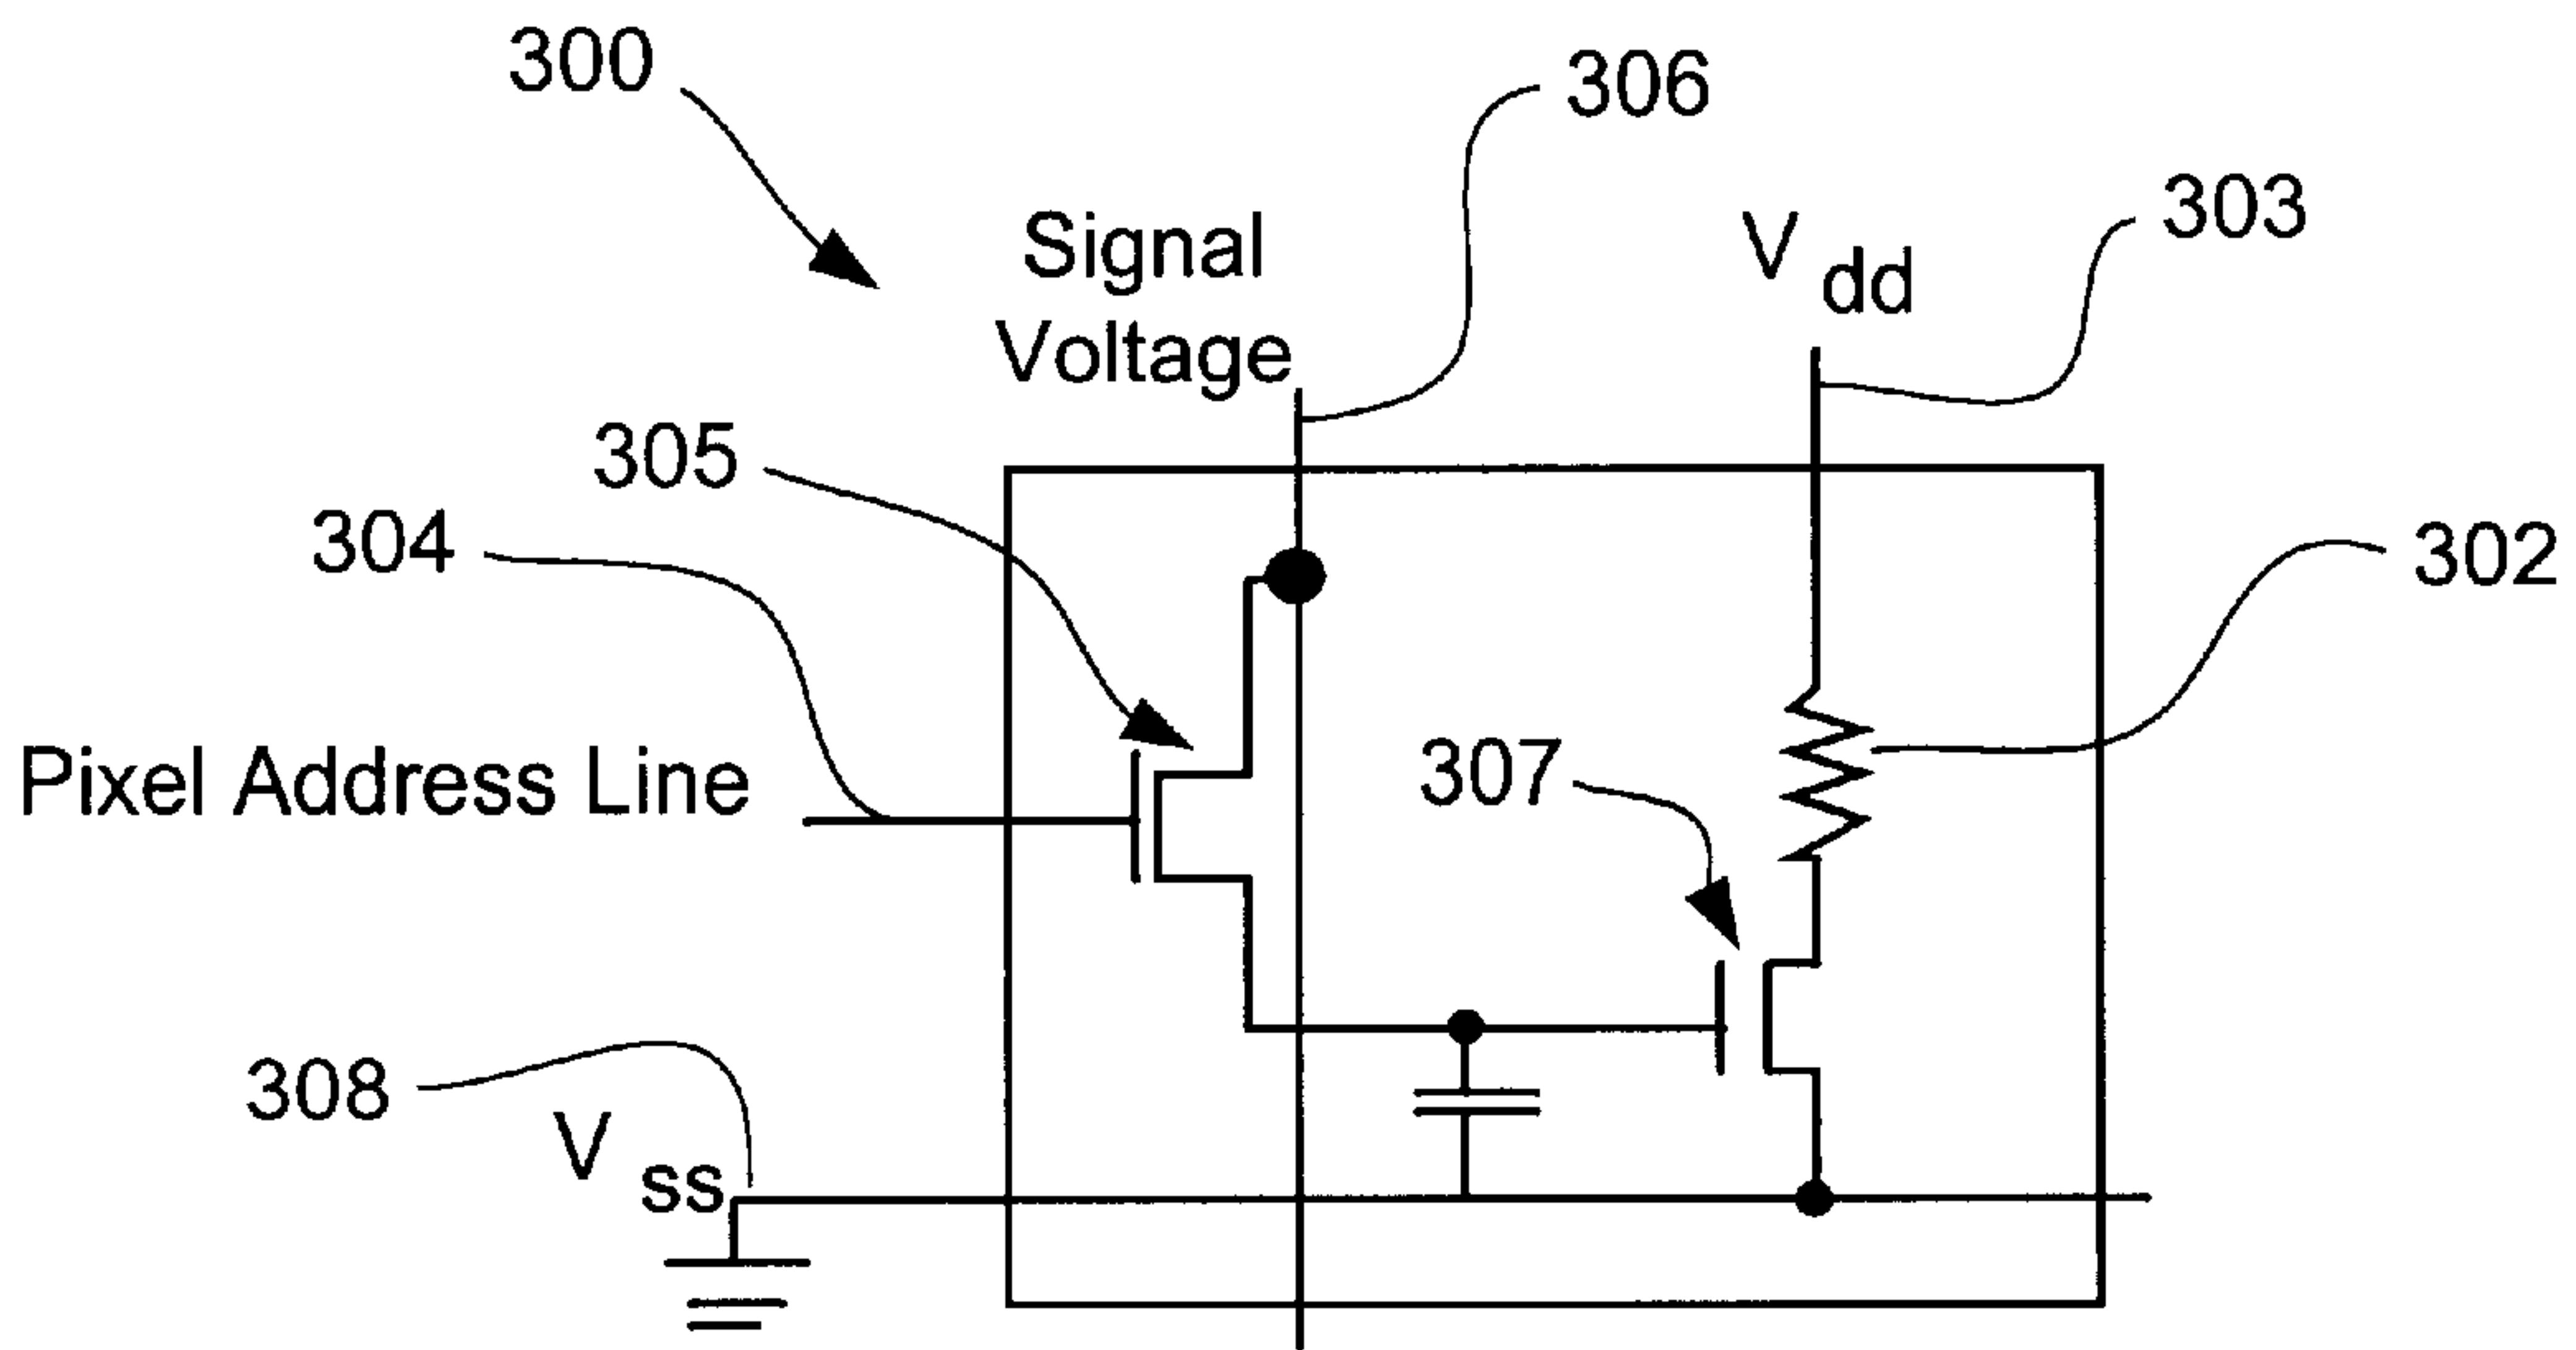 300
306
303
Signal
Voltage
V dd
305
304
302
Pixel Address Line
307
308
V ss